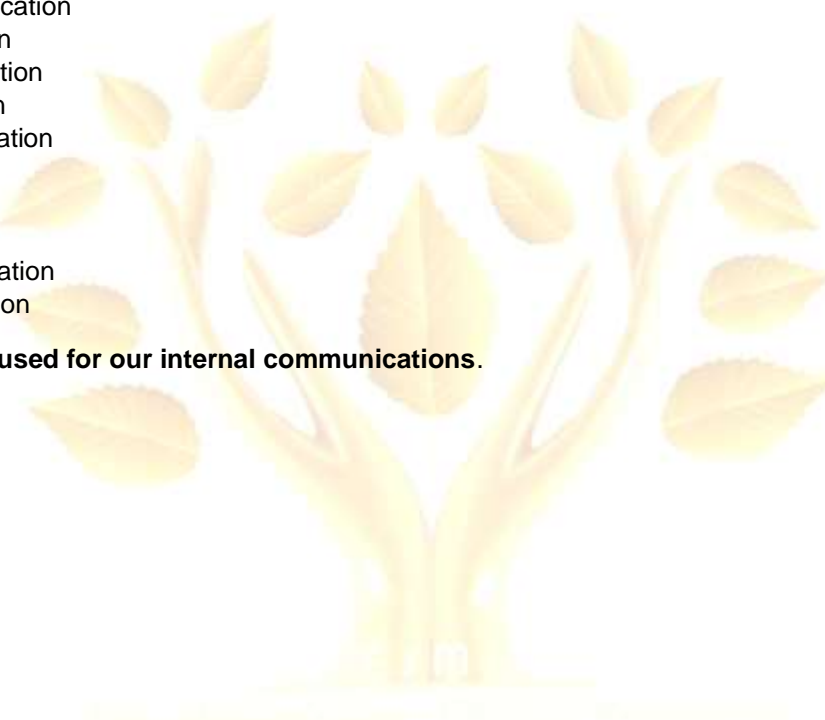 cation
n
tion
n
ation
ation
on
used for our internal communications.